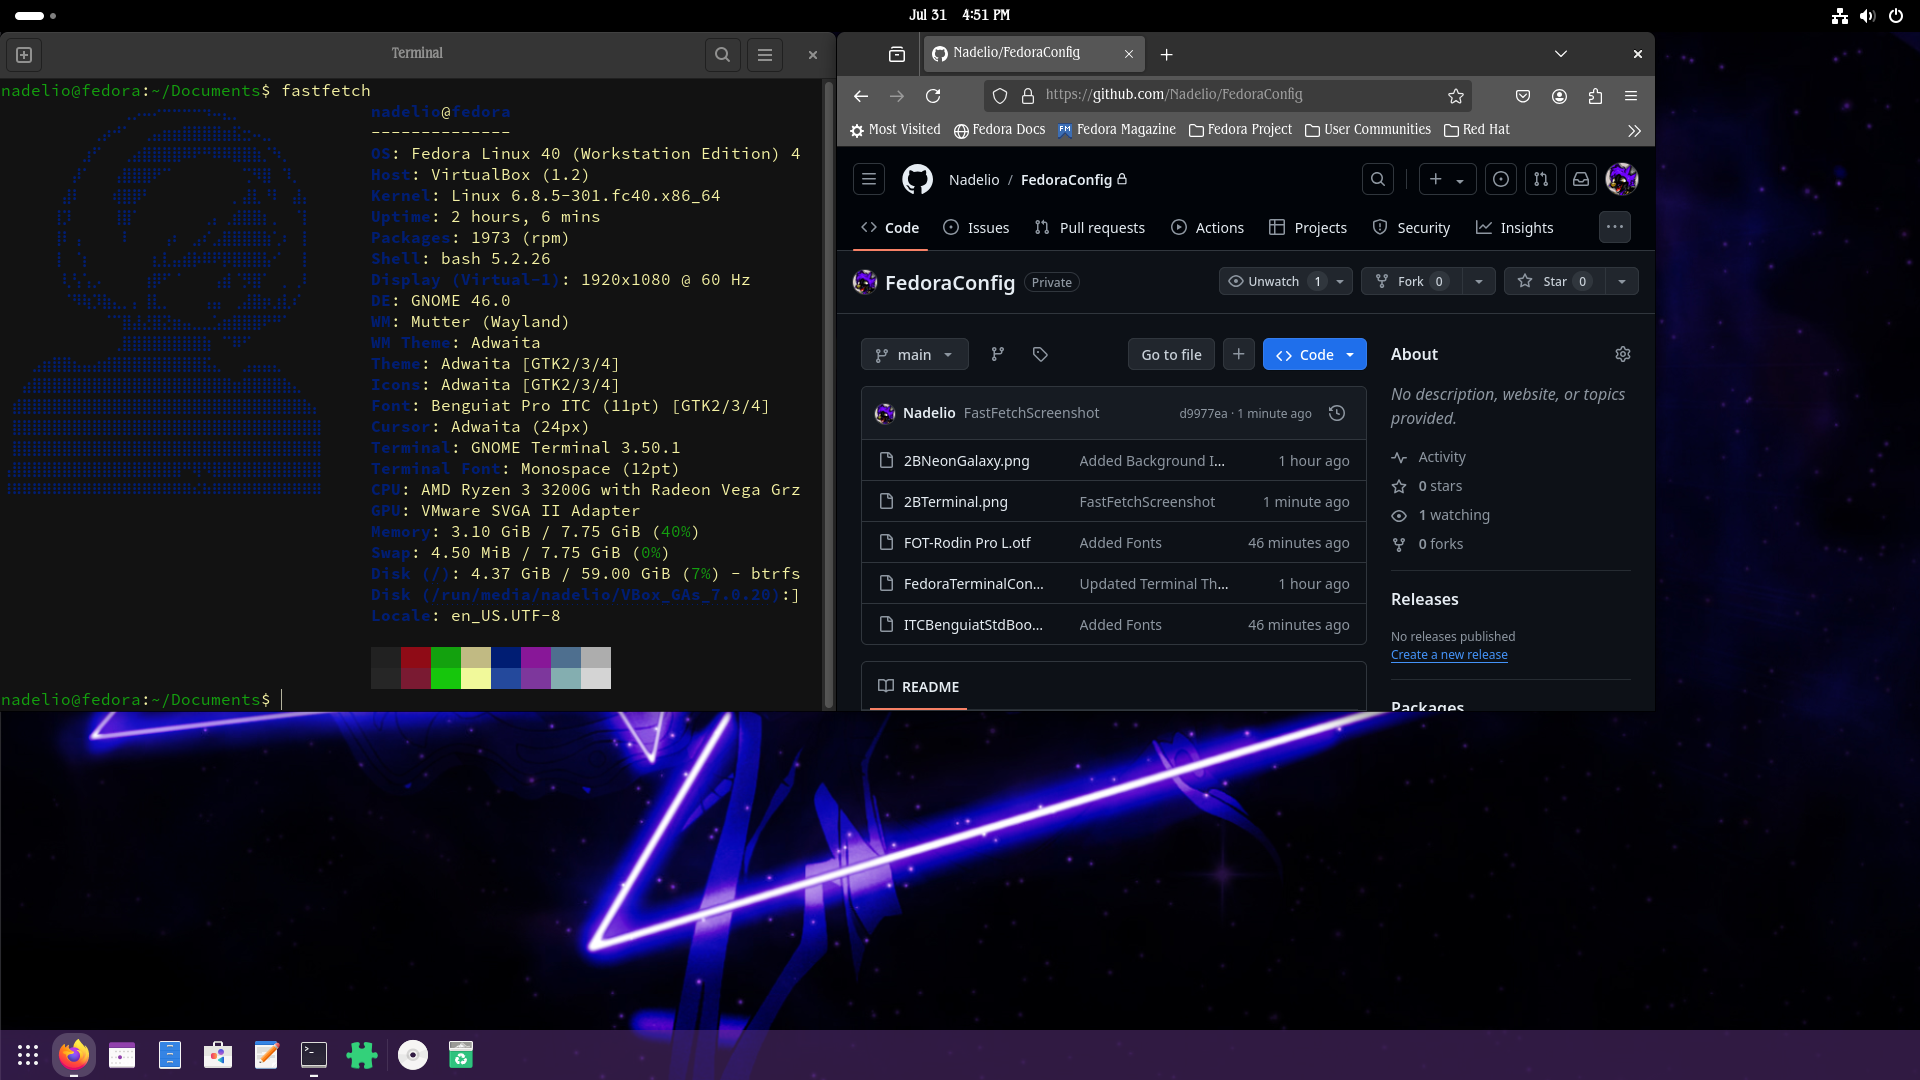 Jul 31 4:51 PM
Terminal
nadelio@fedora:~/Documents$ fastfetch
nadelio@fedora
--------------
OS: Fedora Linux 40 (Workstation Edition) 4
Host: VirtualBox (1.2)
Kernel: Linux 6.8.5-301.fc40.x86_64
Uptime: 2 hours, 6 mins
Packages: 1973 (rpm)
Shell: bash 5.2.26
Display (Virtual-1): 1920x1080 @ 60 Hz
DE: GNOME 46.0
WM: Mutter (Wayland)
WM Theme: Adwaita
Theme: Adwaita [GTK2/3/4]
Icons: Adwaita [GTK2/3/4]
Font: Benguiat Pro ITC (11pt) [GTK2/3/4]
Cursor: Adwaita (24px)
Terminal: GNOME Terminal 3.50.1
Terminal Font: Monospace (12pt)
CPU: AMD Ryzen 3 3200G with Radeon Vega Grz
GPU: VMware SVGA II Adapter
Memory: 3.10 GiB / 7.75 GiB (40%)
Swap: 4.50 MiB / 7.75 GiB (0%)
Disk (/): 4.37 GiB / 59.00 GiB (7%) - btrfs
Disk (/run/media/nadelio/VBox_GAs_7.0.20):]
Locale: en_US.UTF-8
nadelio@fedora:~/Documents$
Nadelio/FedoraConfig
https://github.com/Nadelio/FedoraConfig
Most Visited Fedora Docs Fedora Magazine Fedora Project User Communities Red Hat
Nadelio / FedoraConfig
Code Issues Pull requests Actions Projects Security Insights
FedoraConfig Private Unwatch 1 Fork 0 Star 0
main Go to file Code
Nadelio FastFetchScreenshot d9977ea · 1 minute ago
2BNeonGalaxy.png Added Background I... 1 hour ago
2BTerminal.png FastFetchScreenshot 1 minute ago
FOT-Rodin Pro L.otf Added Fonts 46 minutes ago
FedoraTerminalCon... Updated Terminal Th... 1 hour ago
ITCBenguiatStdBoo... Added Fonts 46 minutes ago
README
About
No description, website, or topics
provided.
Activity
0 stars
1 watching
0 forks
Releases
No releases published
Create a new release
Packages